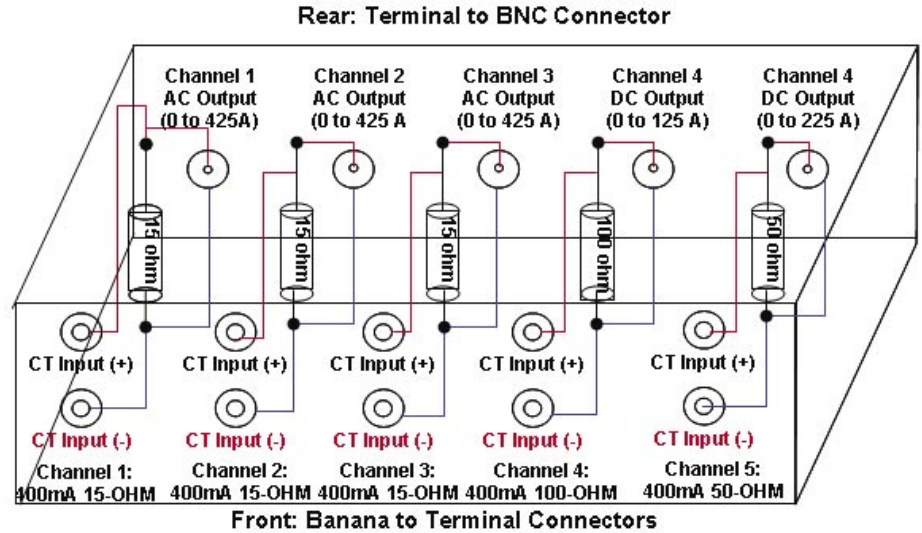 Rear: Terminal to BNC Connector
Channel 1
AC Output
(0 to 425A)
Channel 2
AC Output
(0 to 425 A
Channel 3
AC Output
(0 to 425 A)
Channel 4
DC Output
(0 to 125 A)
Channel 4
DC Output
(0 to 225 A)
15 ohm
15 ohm
15 ohm
100 ohm
50 ohm
CT Input (+)
CT Input (+)
CT Input (+)
CT Input (+)
CT Input (+)
CT Input (-)
CT Input (-)
CT Input (-)
CT Input (-)
CT Input (-)
Channel 1:
400mA 15-OHM
Channel 2:
400mA 15-OHM
Channel 3:
400mA 15-OHM
Channel 4:
400mA 100-OHM
Channel 5:
400mA 50-OHM
Front: Banana to Terminal Connectors